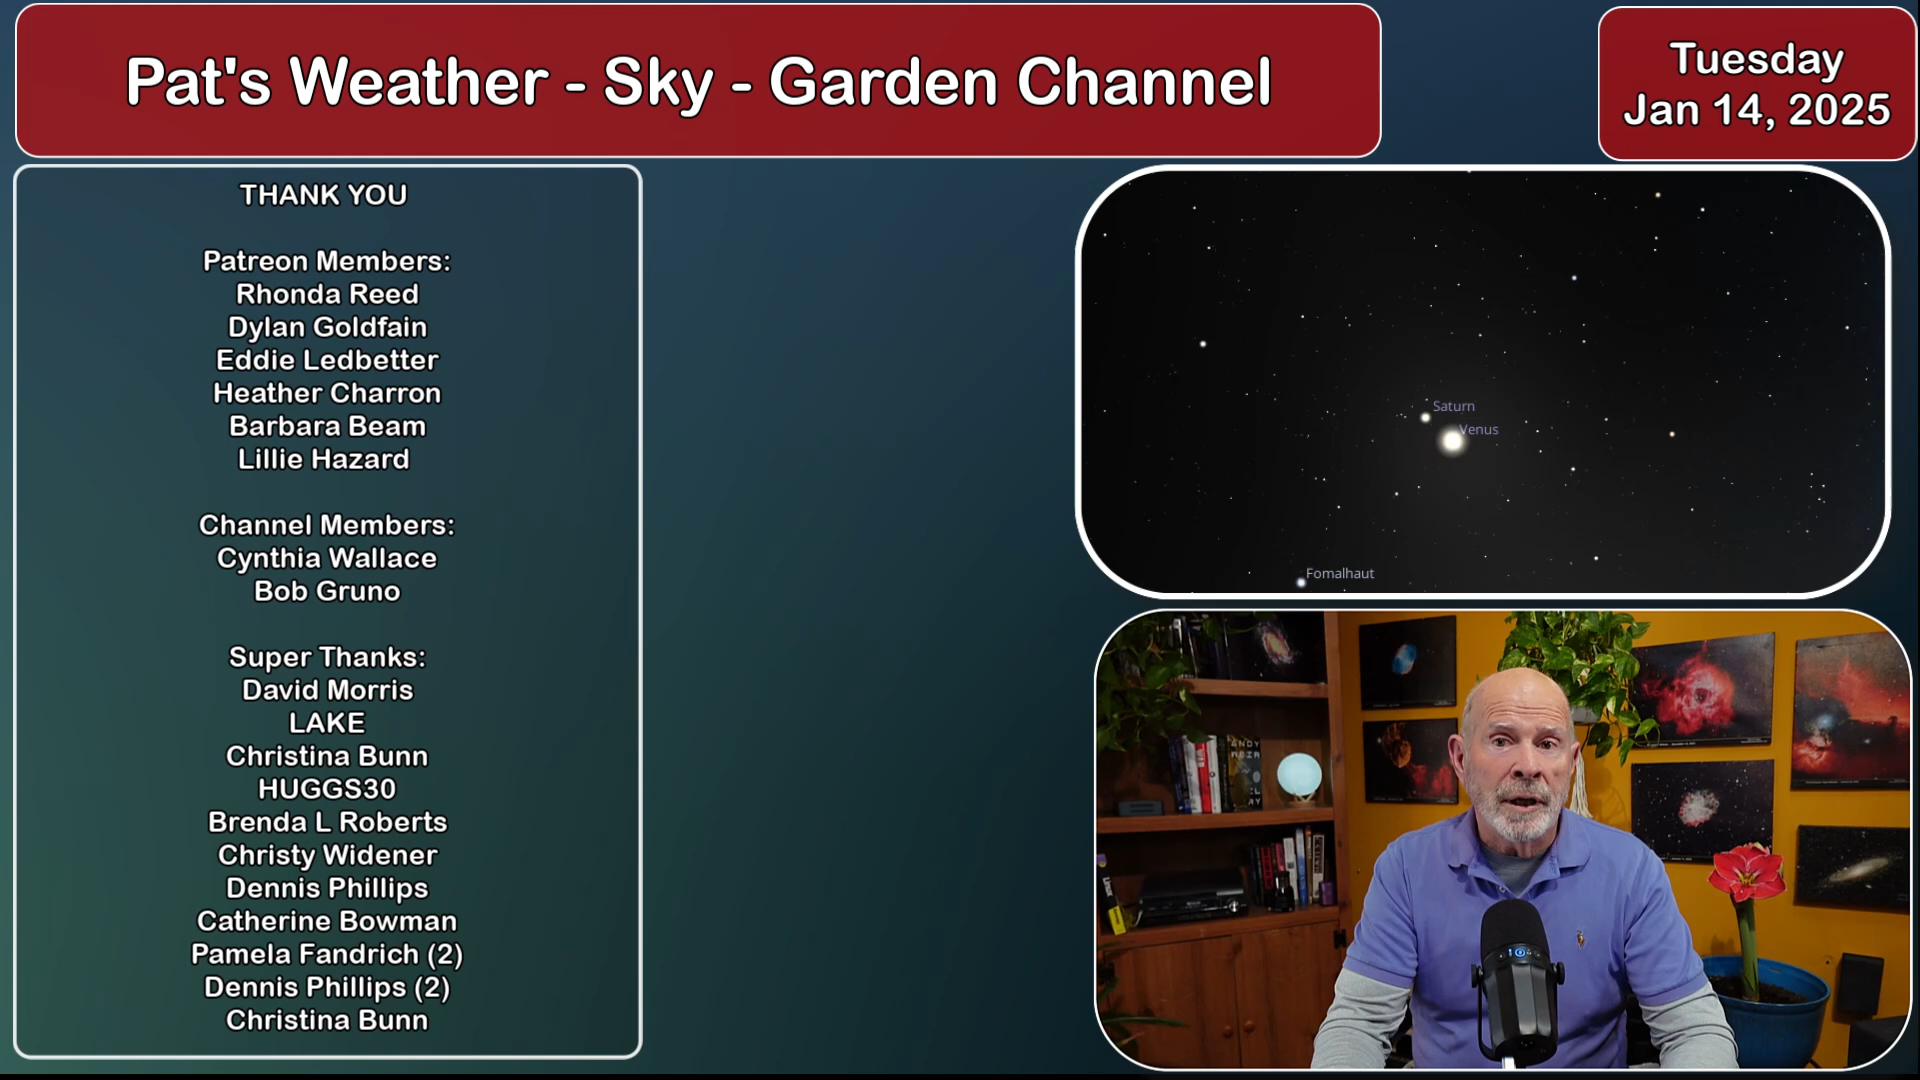 Pat's Weather - Sky - Garden Channel
Tuesday
Jan 14, 2025
THANK YOU
Patreon Members:
Rhonda Reed
Dylan Goldfain
Eddie Ledbetter
Heather Charron
Barbara Beam
Lillie Hazard
Channel Members:
Cynthia Wallace
Bob Gruno
Super Thanks:
David Morris
LAKE
Christina Bunn
HUGGS30
Brenda L Roberts
Christy Widener
Dennis Phillips
Catherine Bowman
Pamela Fandrich (2)
Dennis Phillips (2)
Christina Bunn
Saturn
Venus
Fomalhaut
ANDY
WEIR
Linux